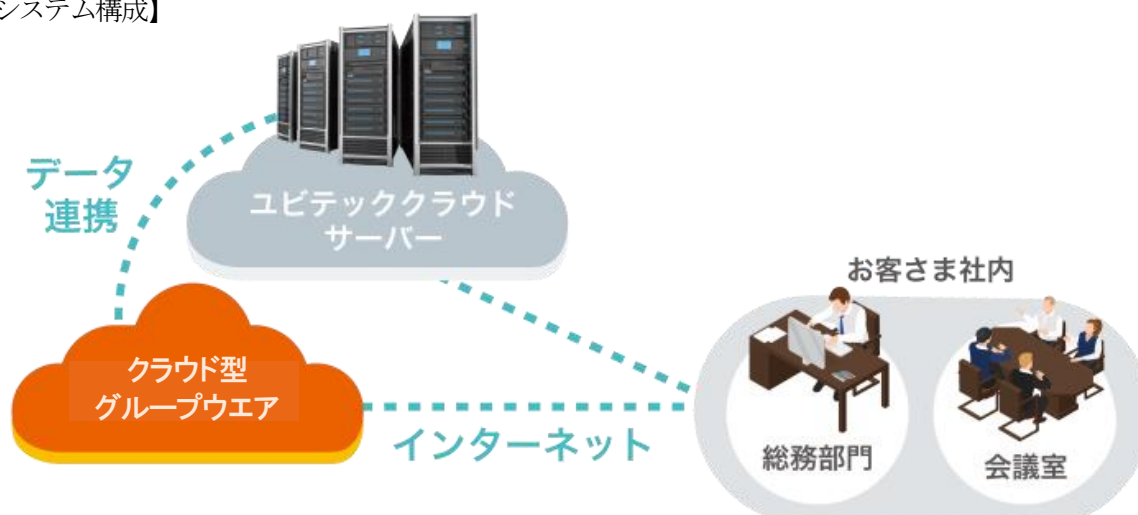 システム構成】
データ
連携
ユビテッククラウド
サーバー
お客さま社内
クラウド型
グループウエア
インターネット
総務部門
会議室